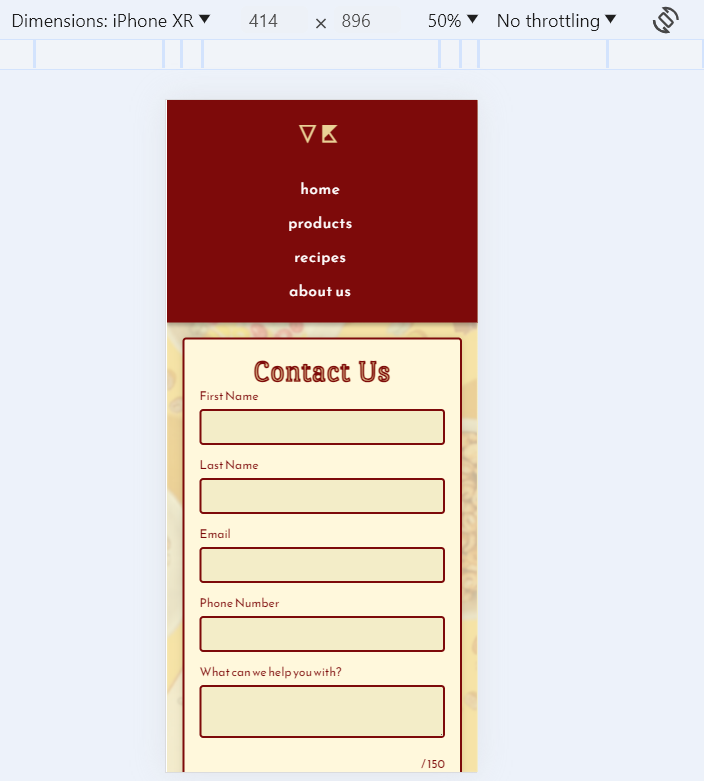 Dimensions: iPhone XR ▼ 414 × 896 50% ▼ No throttling ▼
home
products
recipes
about us
Contact Us
First Name
Last Name
Email
Phone Number
What can we help you with?
/150